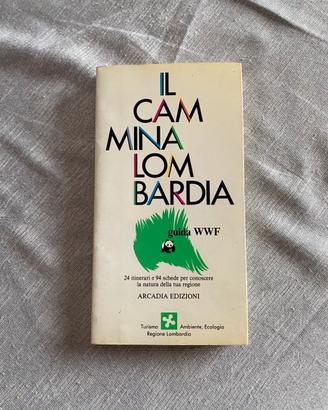 IL
CAM
MINA
LOM
BARDIA
guida WWF
24 itinerari e 94 schede per conoscere
la natura della tua regione
ARCADIA EDIZIONI
Turismo Ambiente, Ecologia
Regione Lombardia